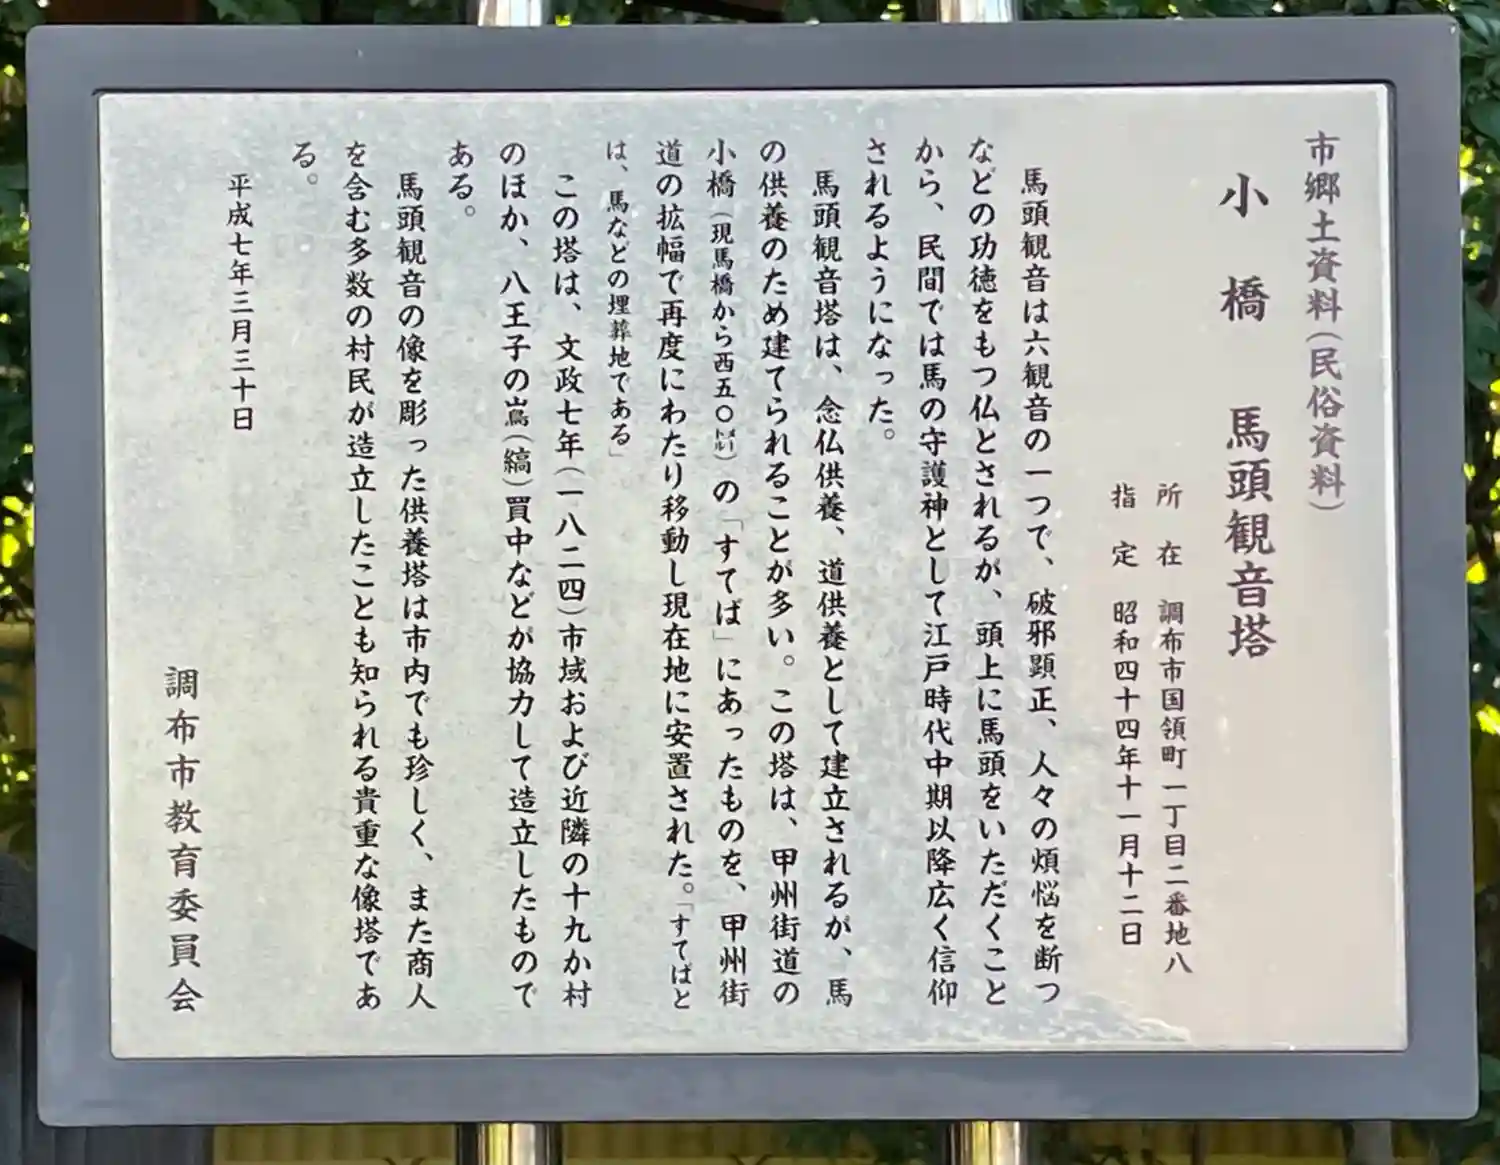 市郷土資料(民俗資料)
小橋 馬頭観音塔
所在 調布市国領町一丁目二番地八
指定 昭和四十四年十一月十二日
馬頭観音は六観音の一つで、破邪顕正、人々の煩悩を断つ
などの功徳をもつ仏とされるが、頭上に馬頭をいただくこと
から、民間では馬の守護神として江戸時代中期以降広く信仰
されるようになった。
馬頭観音塔は、念仏供養、道供養として建立されるが、馬
の供養のため建てられることが多い。この塔は、甲州街道の
小橋(現馬橋から西五〇㍍)の「すてば」にあったものを、甲州街
道の拡幅で再度にわたり移動し現在地に安置された。「すてばと
は、馬などの埋葬地である」
この塔は、文政七年(一八二四)市域および近隣の十九か村
のほか、八王子の嶌(縞)買中などが協力して造立したもので
ある。
馬頭観音の像を彫った供養塔は市内でも珍しく、また商人
を含む多数の村民が造立したことも知られる貴重な像塔であ
る。
平成七年三月三十日
調布市教育委員会